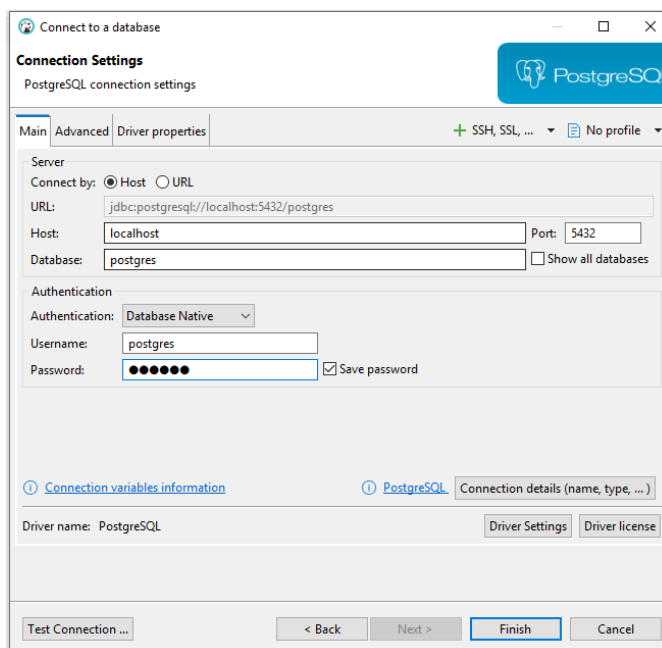 Connect to a database
Connection Settings
PostgreSQL connection settings
PostgreSQ
Main Advanced Driver properties
+ SSH, SSL, ... No profile
Server
Connect by: Host URL
URL: jdbc:postgresql://localhost:5432/postgres
Host: localhost Port: 5432
Database: postgres Show all databases
Authentication
Authentication: Database Native
Username: postgres
Password: ●●●●●● Save password
Connection variables information PostgreSQL Connection details (name, type, ... )
Driver name: PostgreSQL Driver Settings Driver license
Test Connection ... < Back Next > Finish Cancel